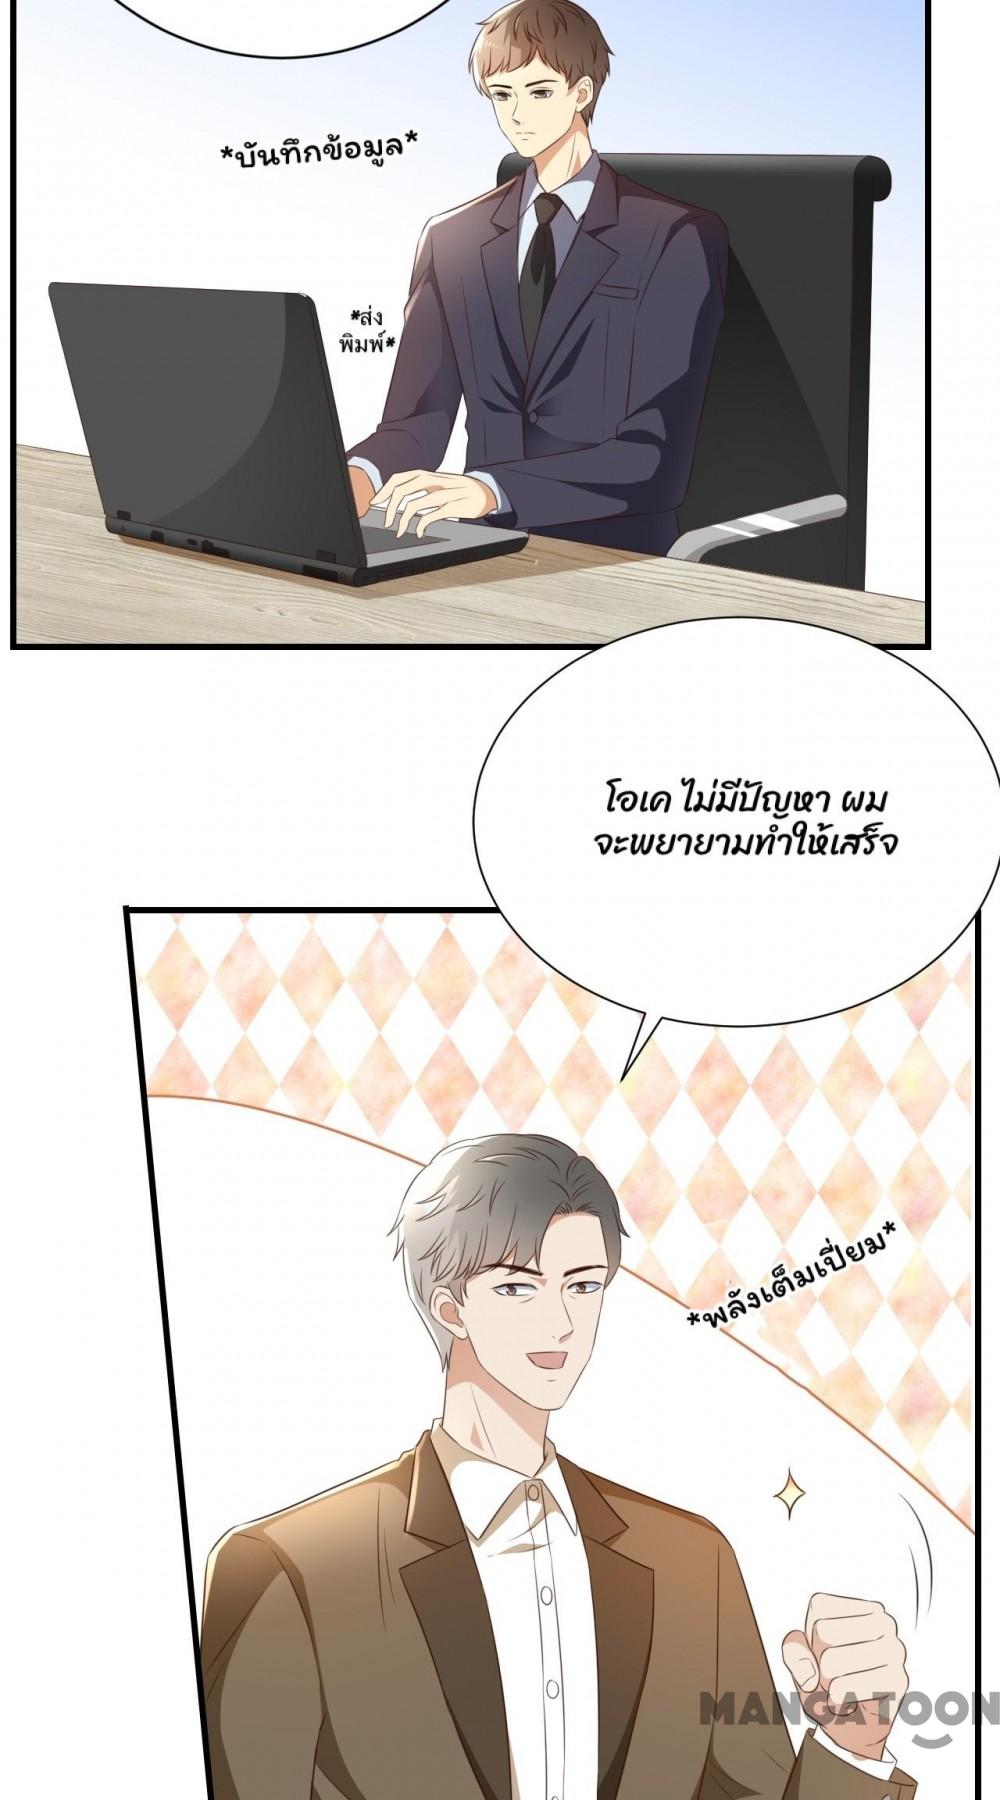 *บันทึกข้อมูล*
*ส่ง
พิมพ์*
โอเค ไม่มีปัญหา ผม
จะพยายามทำให้เสร็จ
*พลังเต็มเปี่ยม*
MANGATOON